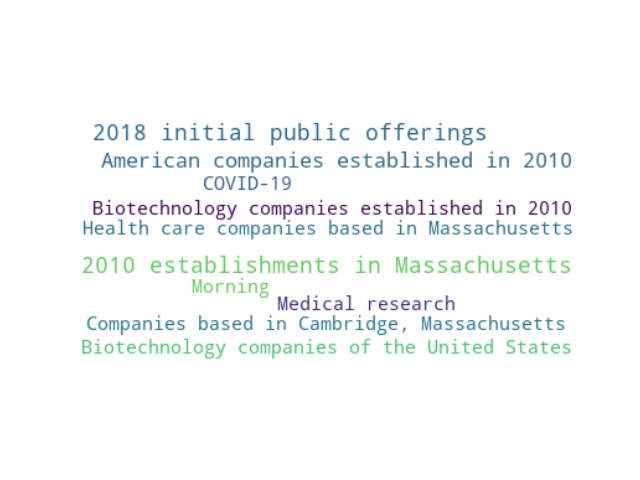 2018 initial public offerings
American companies established in 2010
COVID-19
Biotechnology companies established in 2010
Health care companies based in Massachusetts
2010 establishments in Massachusetts
Morning
Medical research
Companies based in Cambridge, Massachusetts
Biotechnology companies of the United States